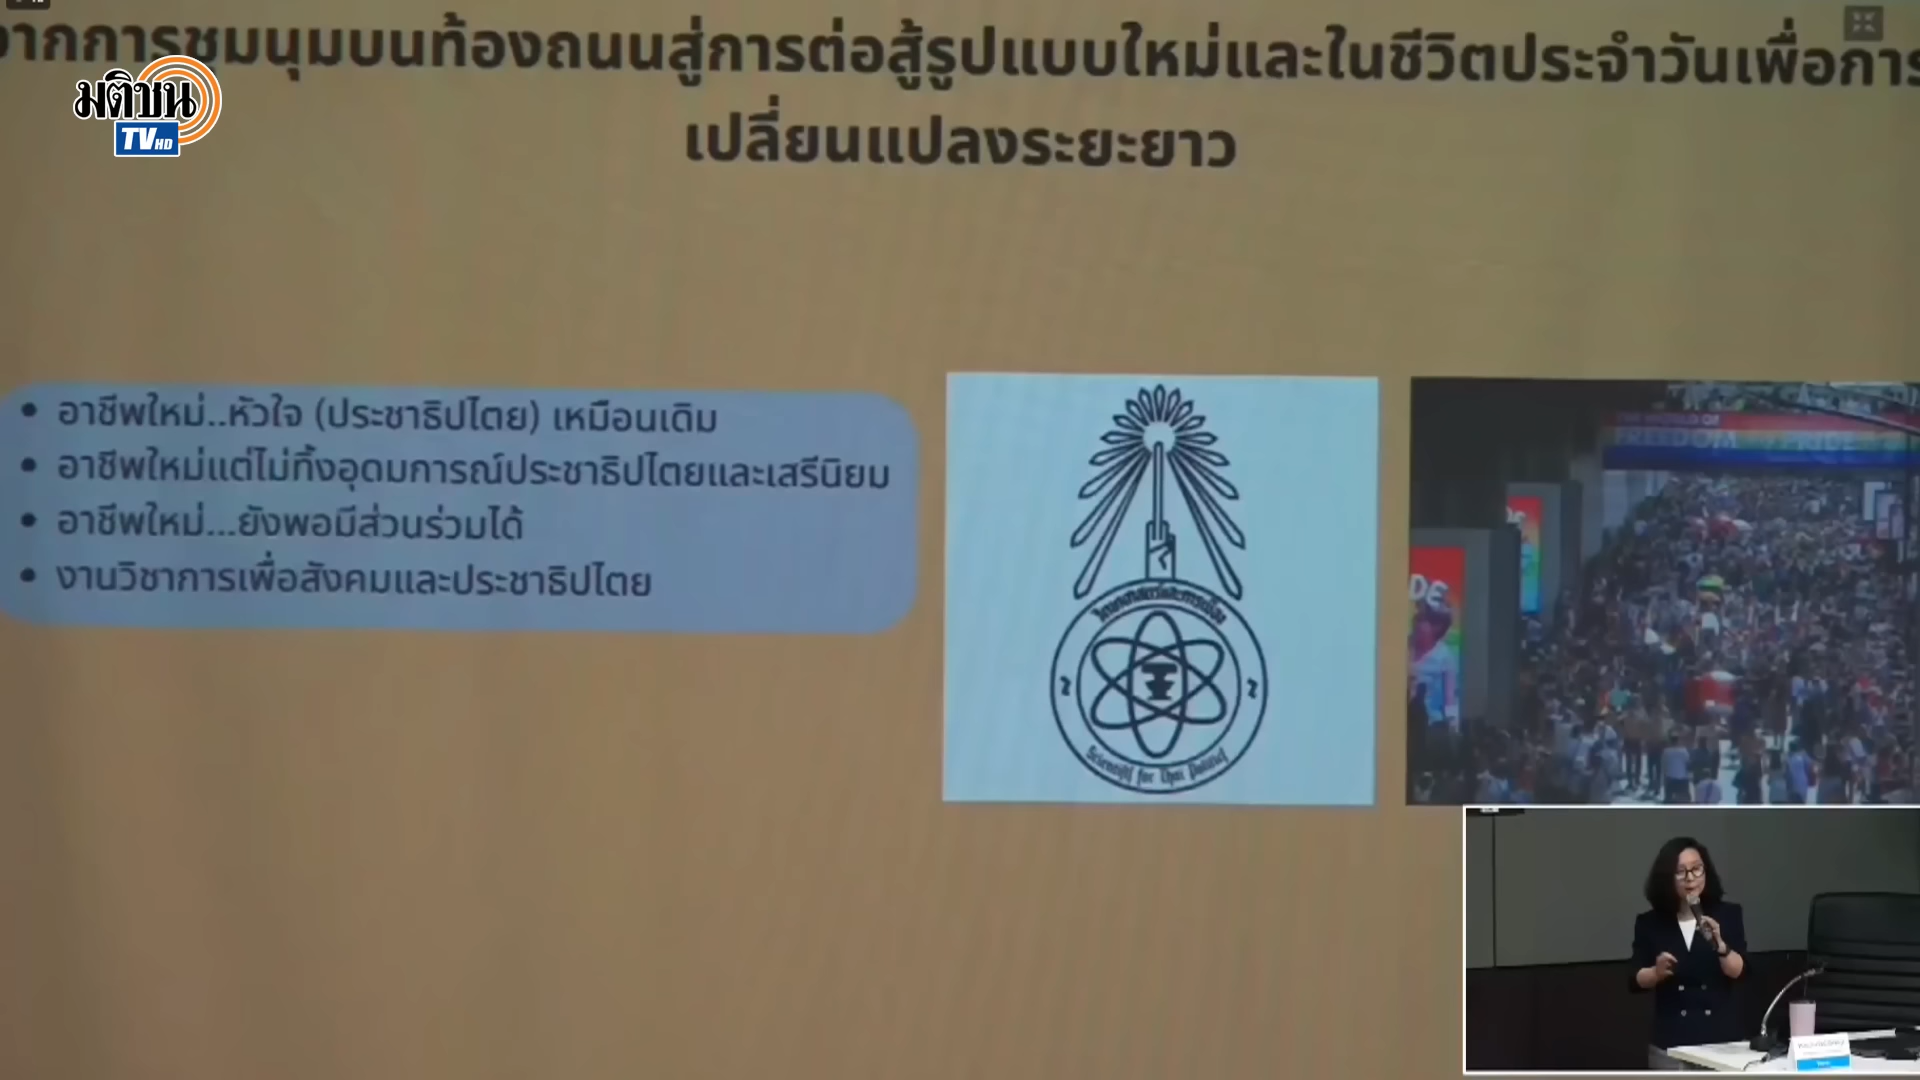 จากการชุมนุมบนท้องถนนสู่การต่อสู้รูปแบบใหม่และในชีวิตประจำวันเพื่อการ
เปลี่ยนแปลงระยะยาว
มติชน
TV HD
• อาชีพใหม่..หัวใจ (ประชาธิปไตย) เหมือนเดิม
• อาชีพใหม่แต่ไม่ทิ้งอุดมการณ์ประชาธิปไตยและเสรีนิยม
• อาชีพใหม่...ยังพอมีส่วนร่วมได้
• งานวิชาการเพื่อสังคมและประชาธิปไตย
Scientist for Thai Politics
FREEDOM PRIDE
DE